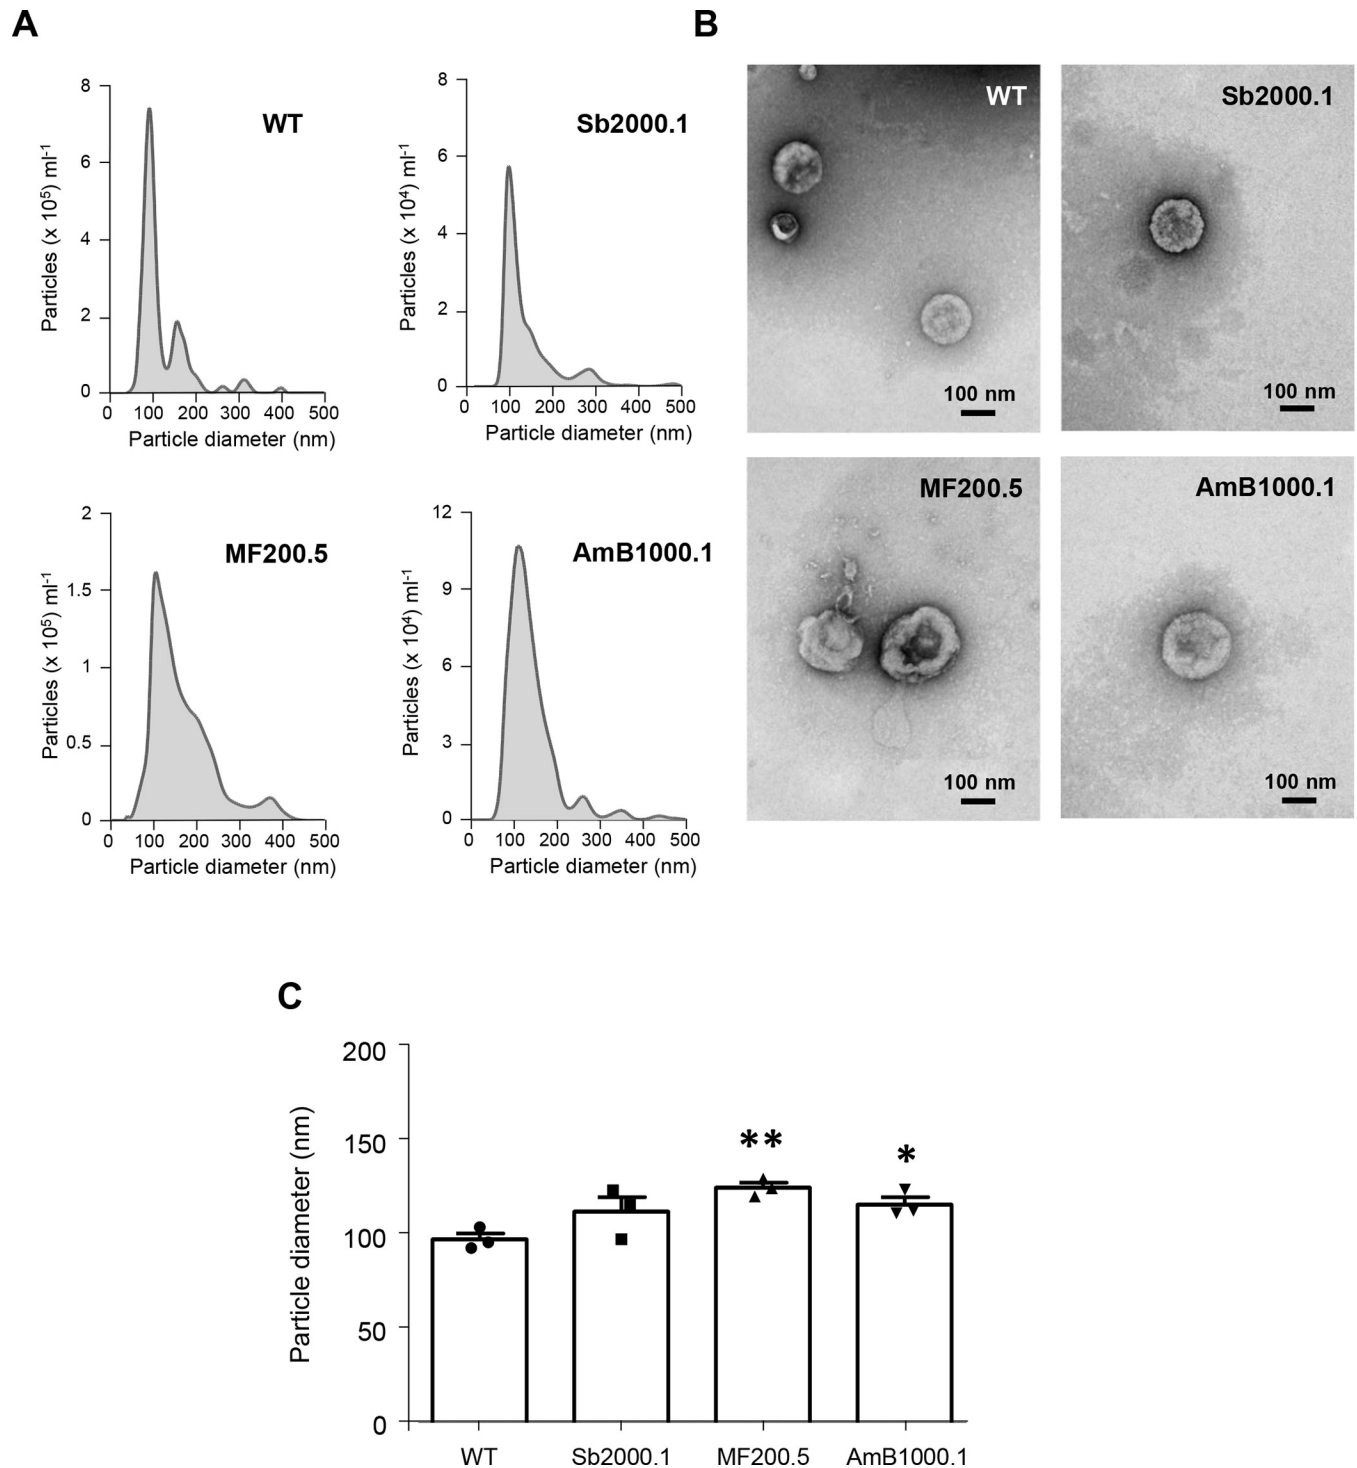 A
B
WT
8
6
4
2
0
Particles (x 10⁵) ml⁻¹
0 100 200 300 400 500
Particle diameter (nm)
Sb2000.1
8
6
4
2
0
Particles (x 10⁴) ml⁻¹
0 100 200 300 400 500
Particle diameter (nm)
MF200.5
2
1.5
1
0.5
0
Particles (x 10⁵) ml⁻¹
0 100 200 300 400 500
Particle diameter (nm)
AmB1000.1
12
9
6
3
0
Particles (x 10⁴) ml⁻¹
0 100 200 300 400 500
Particle diameter (nm)
WT
100 nm
Sb2000.1
100 nm
MF200.5
100 nm
AmB1000.1
100 nm
C
200
150
100
50
0
Particle diameter (nm)
**
*
WT Sb2000.1 MF200.5 AmB1000.1